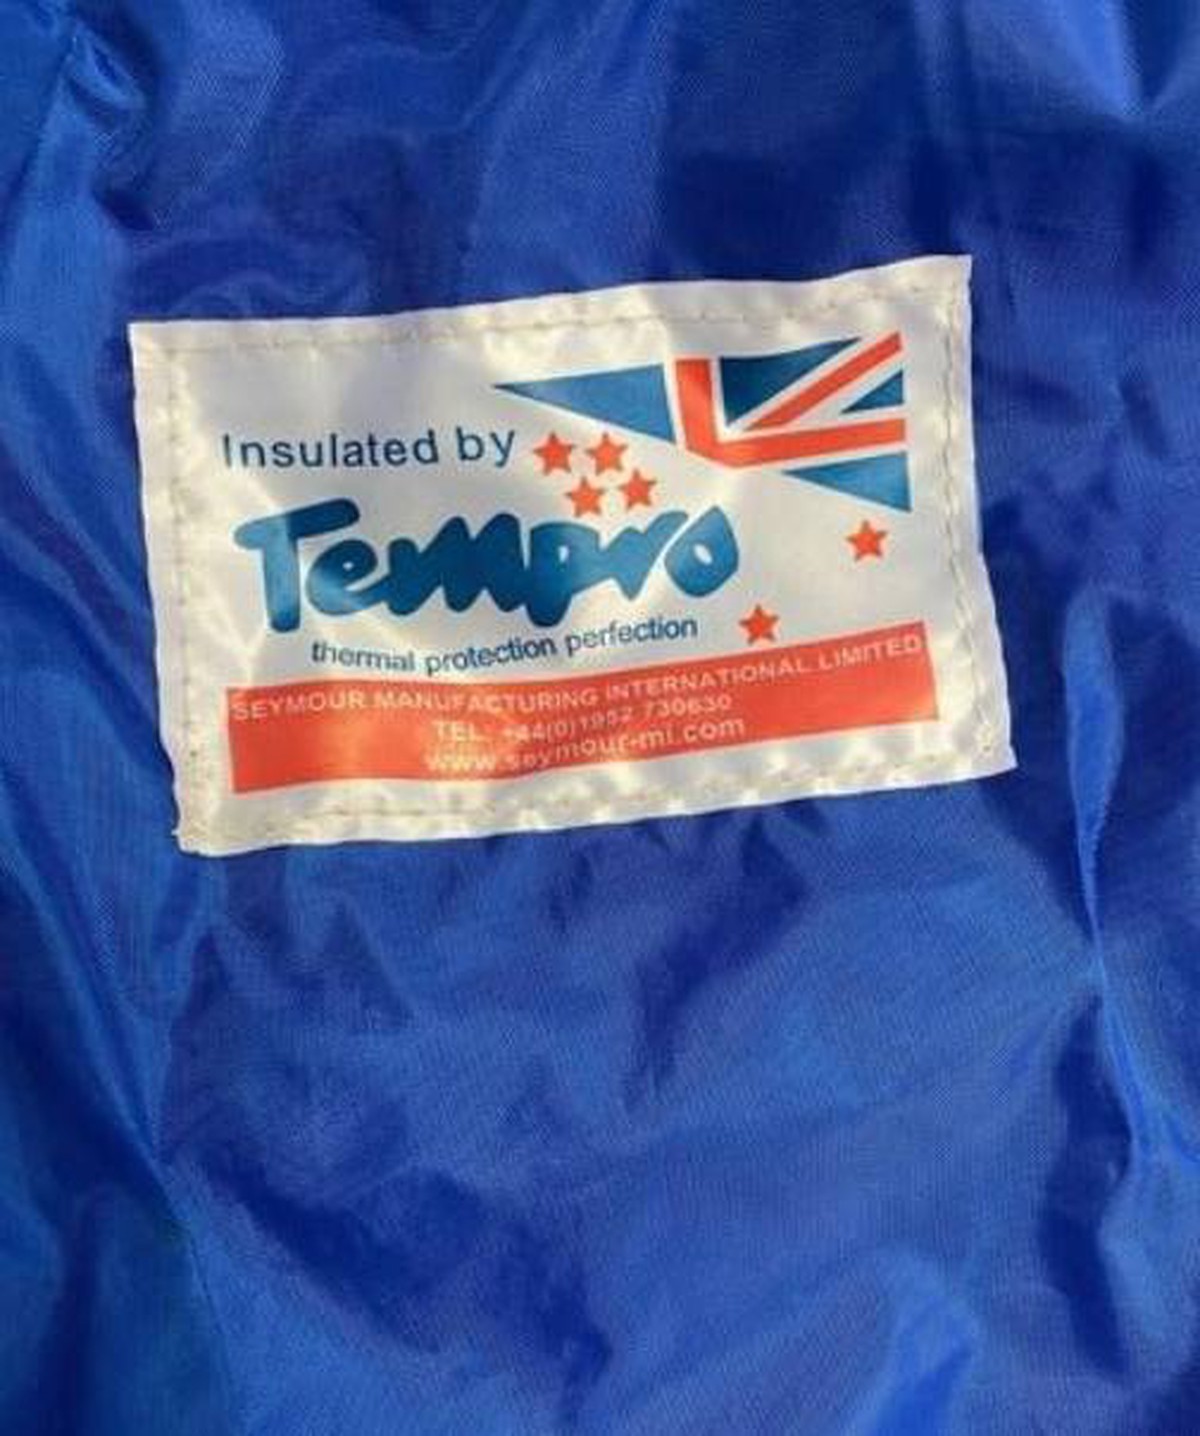 Insulated by
Tempro
thermal protection perfection
SEYMOUR MANUFACTURING INTERNATIONAL LIMITED
TEL: +44(0)1952 730630
www.seymour-mi.com